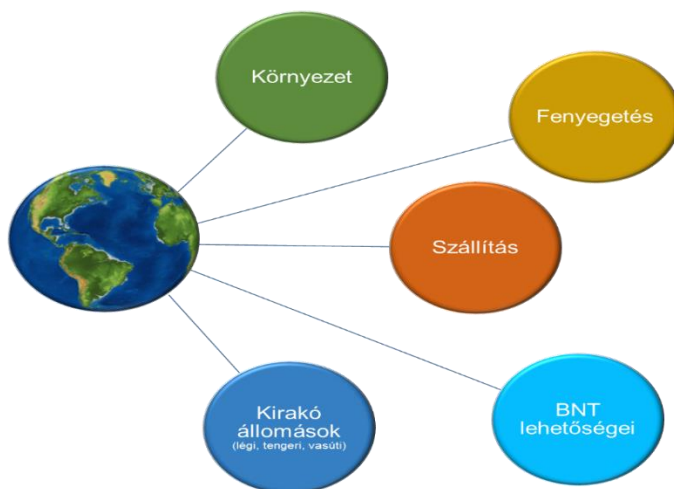 Környezet
Fenyegetés
Szállítás
Kirakó
állomások
(légi, tengeri, vasúti)
BNT
lehetőségei